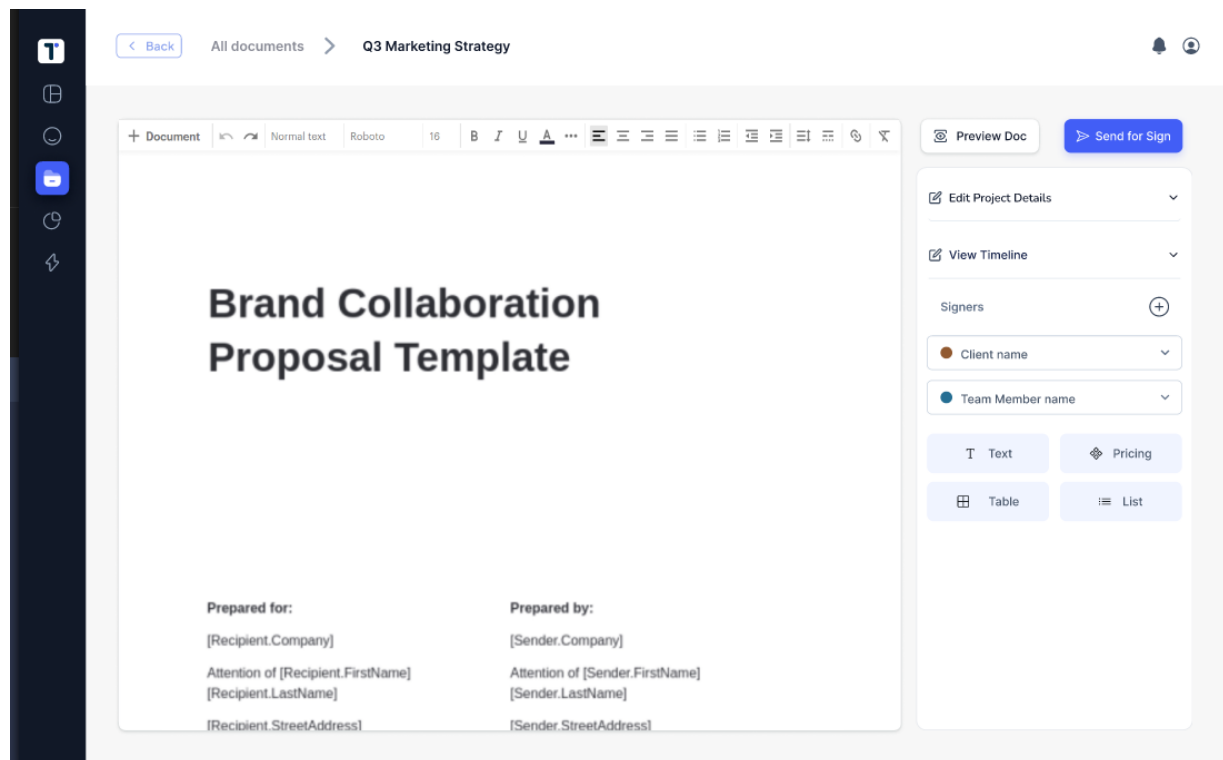 T
Back All documents Q3 Marketing Strategy
Document Normal text Roboto 16 B I U A
Preview Doc Send for Sign
Edit Project Details
View Timeline
Signers
Client name
Team Member name
T Text Pricing
Table List
Brand Collaboration
Proposal Template
Prepared for:
[Recipient.Company]
Attention of [Recipient.FirstName]
[Recipient.LastName]
[Recipient.StreetAddress]
Prepared by:
[Sender.Company]
Attention of [Sender.FirstName]
[Sender.LastName]
[Sender.StreetAddress]